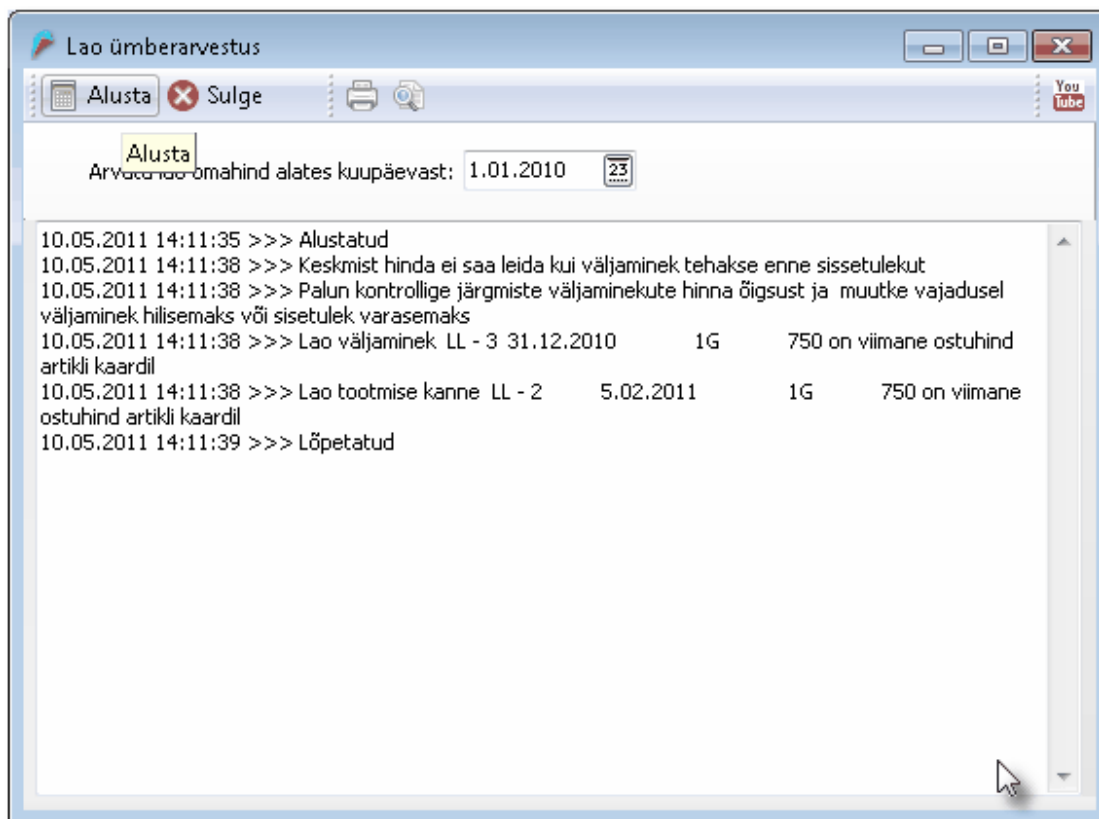 Lao ümberarvestus
Alusta Sulge
You
Tube
Alusta
omahind alates kuupäevast: 1.01.2010 23
10.05.2011 14:11:35 >>> Alustatud
10.05.2011 14:11:38 >>> Keskmist hinda ei saa leida kui väljaminek tehakse enne sissetulekut
10.05.2011 14:11:38 >>> Palun kontrollige järgmiste väljaminekute hinna õigsust ja muutke vajadusel
väljaminek hilisemaks või sisetulek varasemaks
10.05.2011 14:11:38 >>> Lao väljaminek LL - 3 31.12.2010 1G 750 on viimane ostuhind
artikli kaardil
10.05.2011 14:11:38 >>> Lao tootmise kanne LL - 2 5.02.2011 1G 750 on viimane
ostuhind artikli kaardil
10.05.2011 14:11:39 >>> Lõpetatud